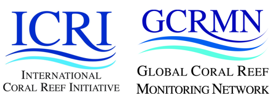 ICRI
INTERNATIONAL
CORAL REEF INITIATIVE
GCRMN
GLOBAL CORAL REEF
MONITORING NETWORK